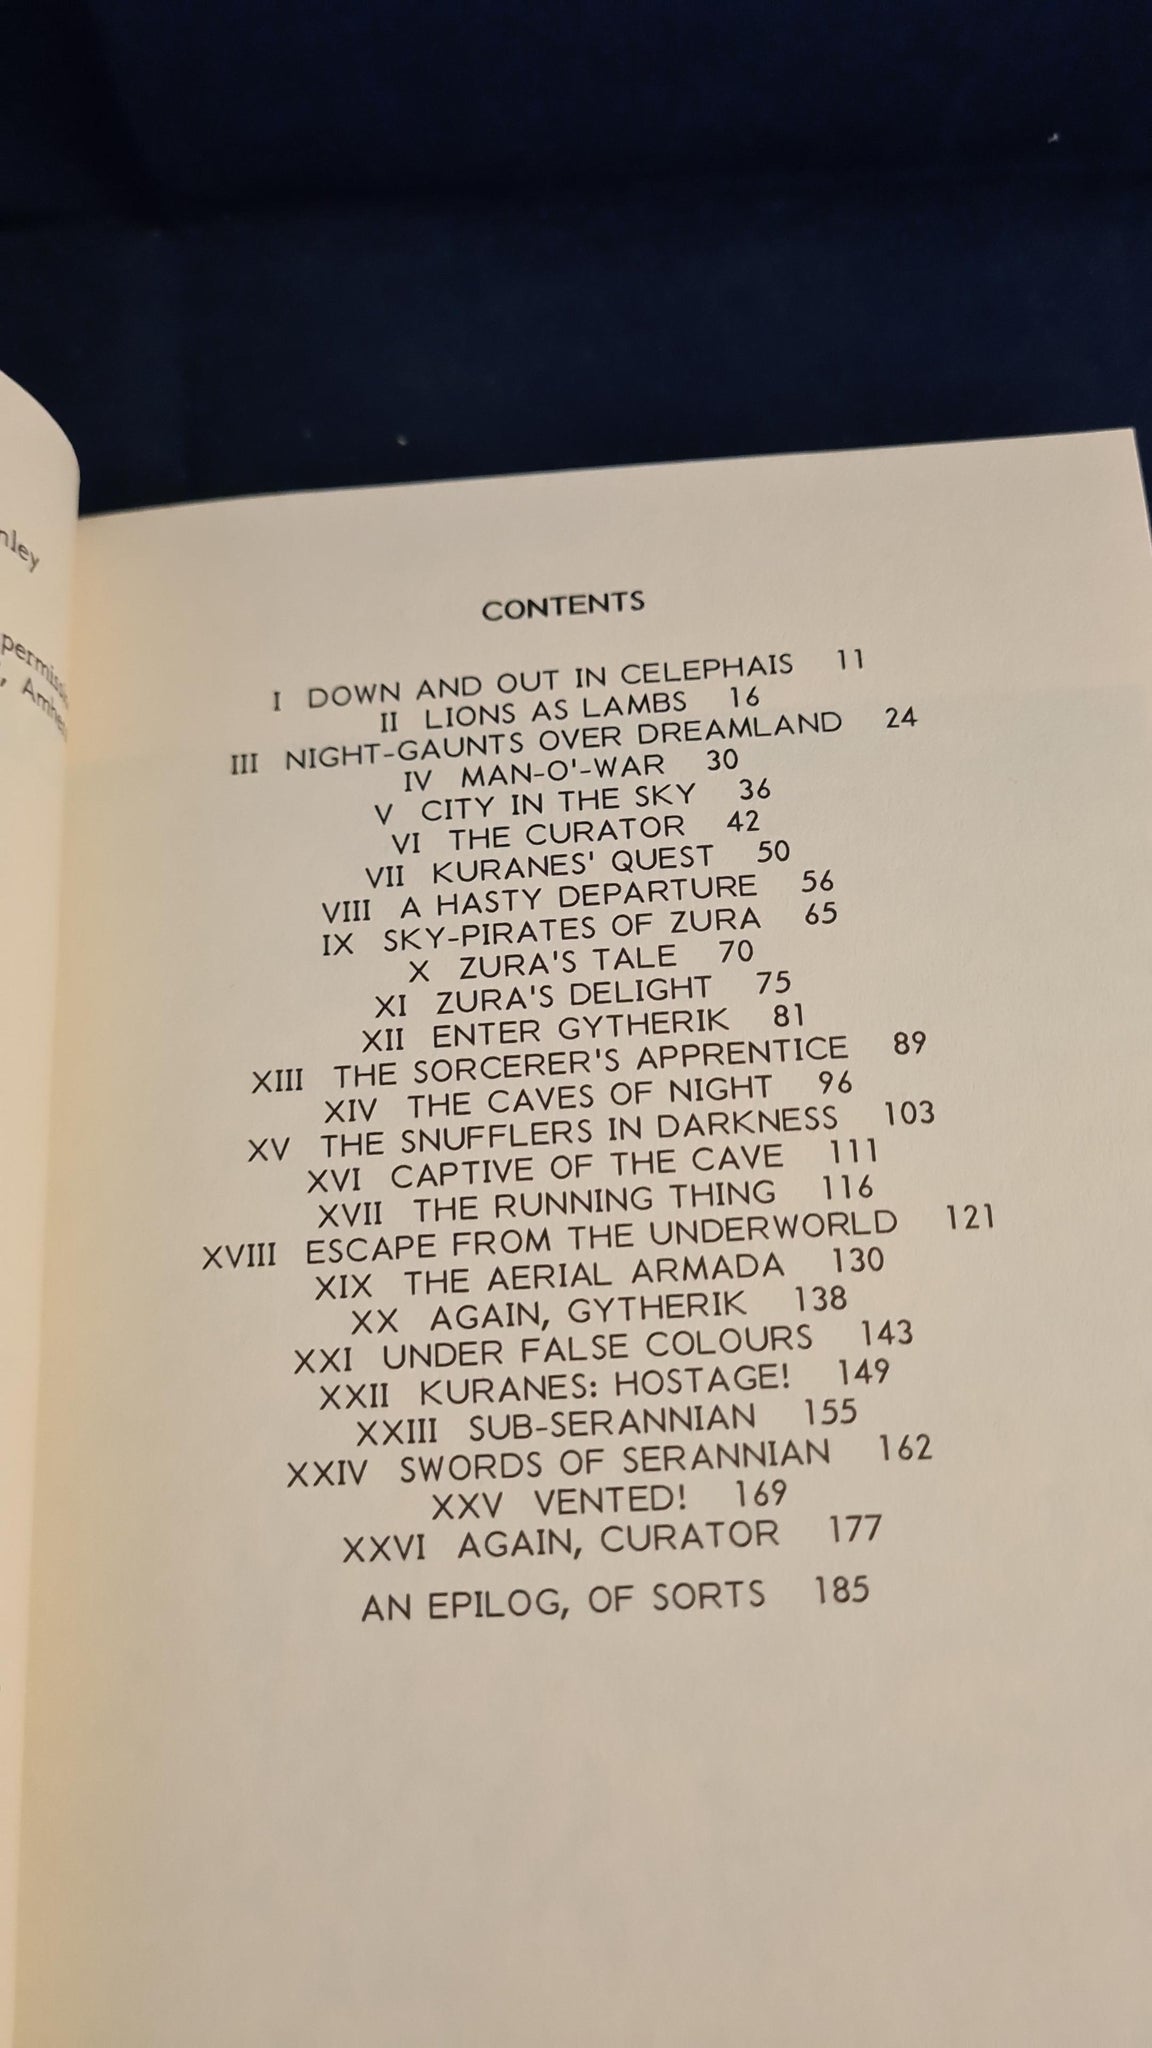 permiss
CONTENTS
I DOWN AND OUT IN CELEPHAIS 11
II LIONS AS LAMBS 16
III NIGHT-GAUNTS OVER DREAMLAND 24
IV MAN-O'-WAR 30
V CITY IN THE SKY 36
VI THE CURATOR 42
VII KURANES' QUEST 50
VIII A HASTY DEPARTURE 56
IX SKY-PIRATES OF ZURA 65
X ZURA'S TALE 70
XI ZURA'S DELIGHT 75
XII ENTER GYTHERIK 81
XIII THE SORCERER'S APPRENTICE 89
XIV THE CAVES OF NIGHT 96
XV THE SNUFFLERS IN DARKNESS 103
XVI CAPTIVE OF THE CAVE 111
XVII THE RUNNING THING 116
XVIII ESCAPE FROM THE UNDERWORLD 121
XIX THE AERIAL ARMADA 130
XX AGAIN, GYTHERIK 138
XXI UNDER FALSE COLOURS 143
XXII KURANES: HOSTAGE! 149
XXIII SUB-SERANNIAN 155
XXIV SWORDS OF SERANNIAN 162
XXV VENTED! 169
XXVI AGAIN, CURATOR 177
AN EPILOG, OF SORTS 185